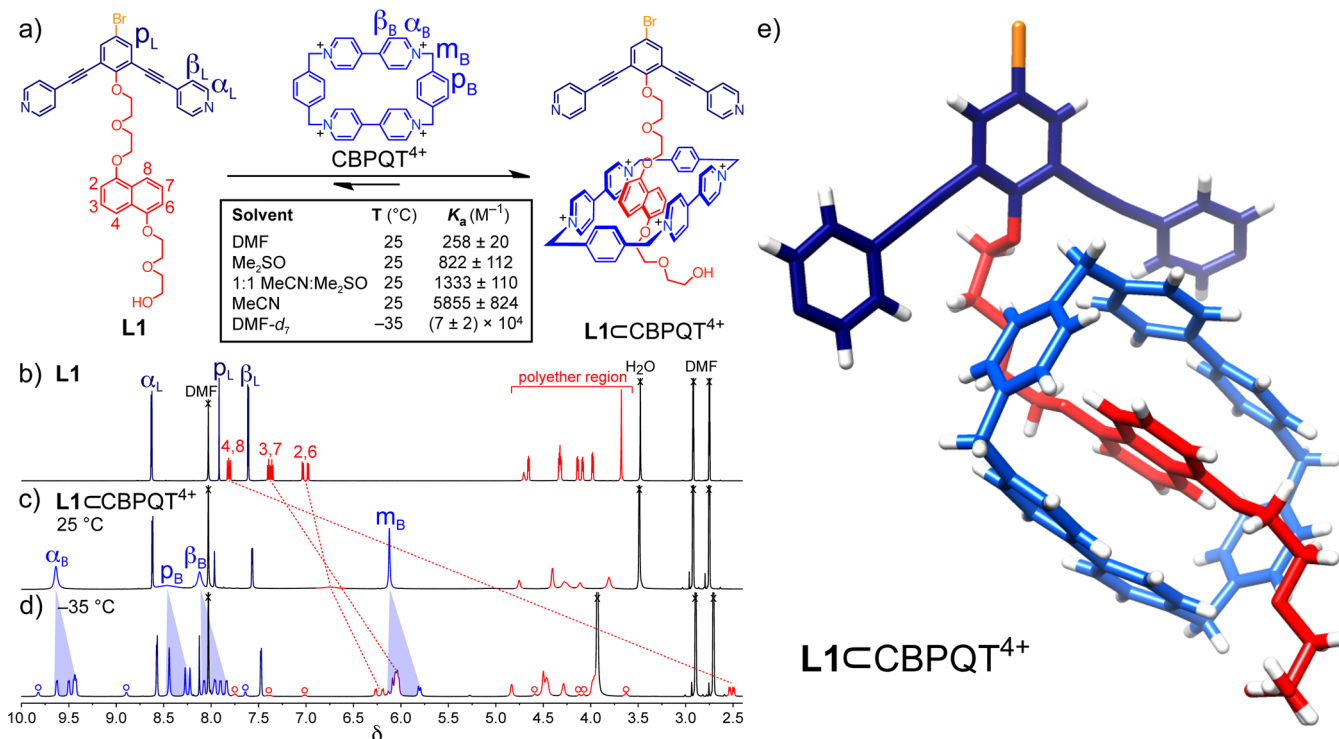 a)
Br
p_L
β_L
α_L
N
N
O
O
O
8
2
7
3
6
4
O
O
HO
L1
β_B
α_B
N+
N+
m_B
p_B
N+
N+
CBPQT⁴⁺
Solvent T (°C) Kₐ (M⁻¹)
DMF 25 258 ± 20
Me₂SO 25 822 ± 112
1:1 MeCN:Me₂SO 25 1333 ± 110
MeCN 25 5855 ± 824
DMF-d₇ –35 (7 ± 2) × 10⁴
Br
N
N
O
O
O
N+
N+
N+
N+
O
O
OH
L1⊂CBPQT⁴⁺
b) L1
α_L
DMF
p_L
β_L
4,8
3,7
2,6
polyether region
H₂O
DMF
c) L1⊂CBPQT⁴⁺
25 °C
α_B
p_B
β_B
m_B
d) –35 °C
10.0 9.5 9.0 8.5 8.0 7.5 7.0 6.5 6.0 5.5 5.0 4.5 4.0 3.5 3.0 2.5
δ
e)
L1⊂CBPQT⁴⁺